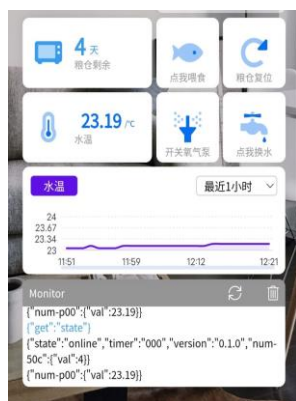 4 天
粮仓剩余
点我喂食
粮仓复位
23.19 /℃
水温
开关氧气泵
点我换水
水温
最近1小时
24
23.67
23.34
23
11:51
11:59
12:12
12:21
Monitor
{"num-p00":{"val":23.19}}
{"get":"state"}
{"state":"online","timer":"000","version":"0.1.0","num-
50c":{"val":4}}
{"num-p00":{"val":23.19}}